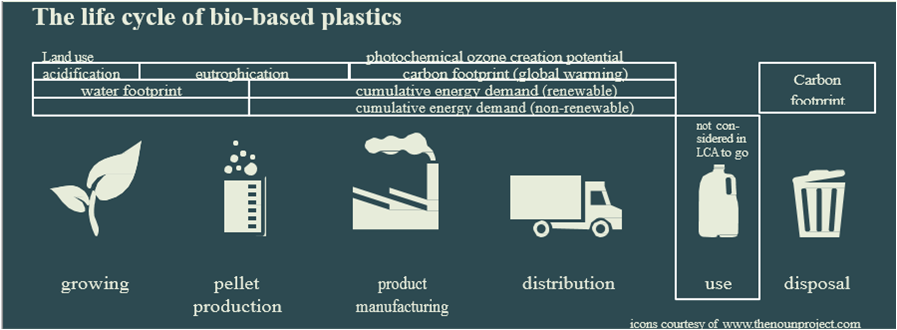 The life cycle of bio-based plastics
Land use
photochemical ozone creation potential
acidification
eutrophication
carbon footprint (global warming)
water footprint
cumulative energy demand (renewable)
cumulative energy demand (non-renewable)
Carbon
footprint
not con-
sidered in
LCA to go
growing
pellet
production
product
manufacturing
distribution
use
disposal
icons courtesy of www.thenounproject.com